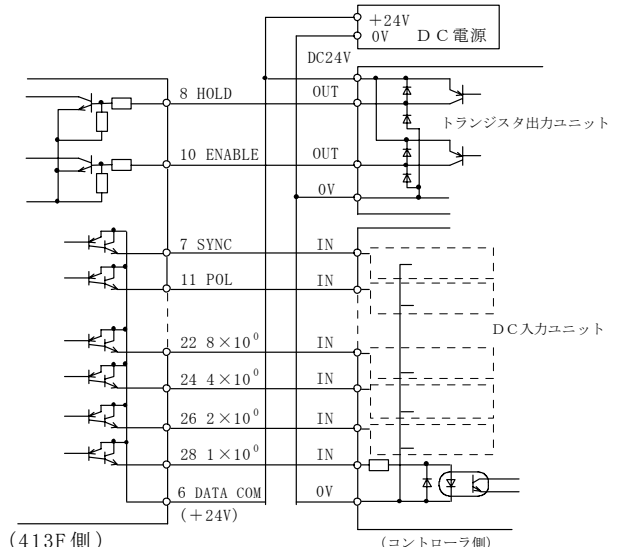 +24V
0V DC電源
DC24V
8 HOLD OUT
トランジスタ出力ユニット
10 ENABLE OUT
0V
7 SYNC IN
11 POL IN
DC入力ユニット
22 8×10⁰ IN
24 4×10⁰ IN
26 2×10⁰ IN
28 1×10⁰ IN
6 DATA COM 0V
(+24V)
(413F側) (コントローラ側)